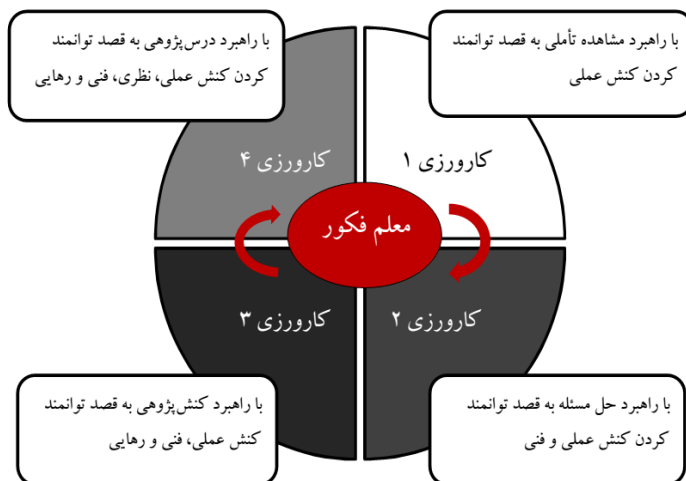 با راهبرد مشاهده تأملی به قصد توانمند
کردن کنش عملی
با راهبرد درس‌پژوهی به قصد توانمند
کردن کنش عملی، نظری، فنی و رهایی
کارورزی ۱
کارورزی ۴
معلم فکور
کارورزی ۲
کارورزی ۳
با راهبرد حل مسئله به قصد توانمند
کردن کنش عملی و فنی
با راهبرد کنش‌پژوهی به قصد توانمند
کنش عملی، فنی و رهایی